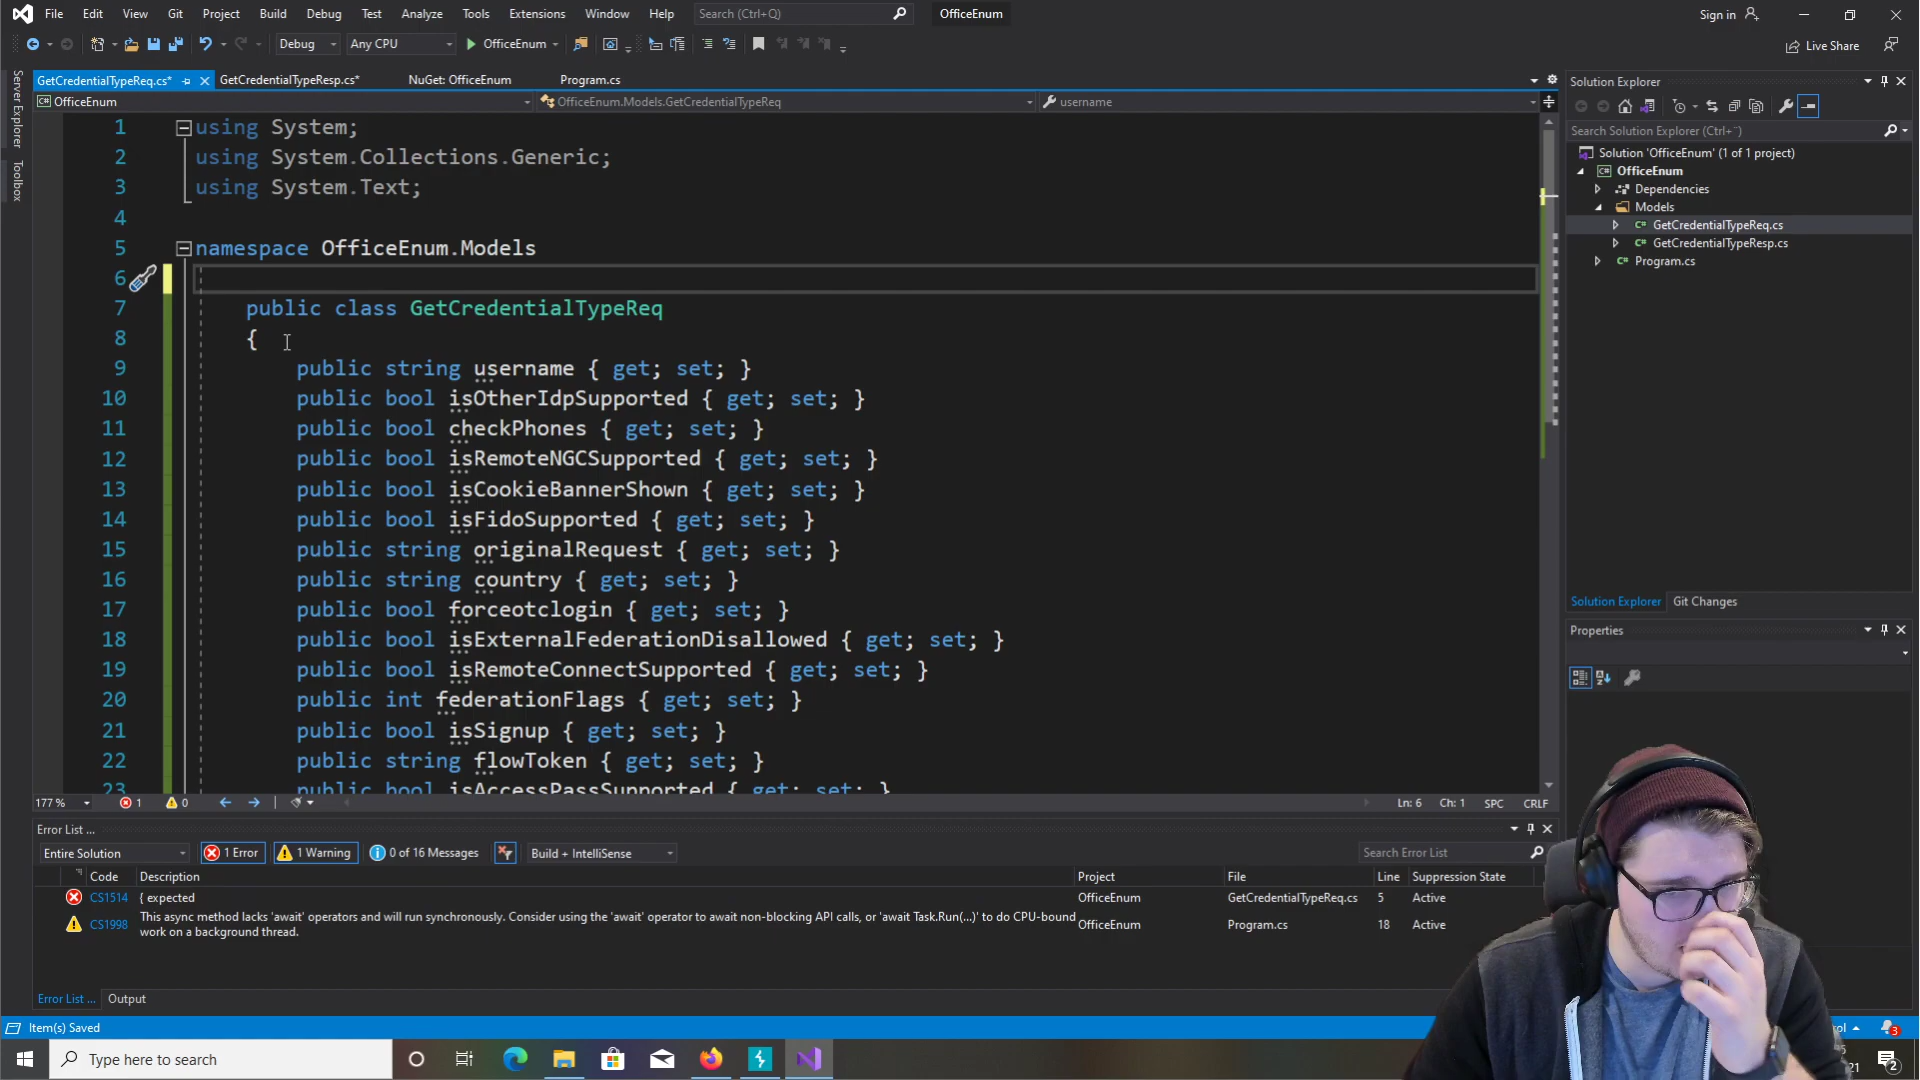 File Edit View Git Project Build Debug Test Analyze Tools Extensions Window Help Search (Ctrl+Q) OfficeEnum Sign in
Debug Any CPU OfficeEnum Live Share
GetCredentialTypeReq.cs* GetCredentialTypeResp.cs* NuGet: OfficeEnum Program.cs
OfficeEnum OfficeEnum.Models.GetCredentialTypeReq username
Server Explorer
Toolbox
1 using System;
2 using System.Collections.Generic;
3 using System.Text;
4
5 namespace OfficeEnum.Models
6
7 public class GetCredentialTypeReq
8 {
9 public string username { get; set; }
10 public bool isOtherIdpSupported { get; set; }
11 public bool checkPhones { get; set; }
12 public bool isRemoteNGCSupported { get; set; }
13 public bool isCookieBannerShown { get; set; }
14 public bool isFidoSupported { get; set; }
15 public string originalRequest { get; set; }
16 public string country { get; set; }
17 public bool forceotclogin { get; set; }
18 public bool isExternalFederationDisallowed { get; set; }
19 public bool isRemoteConnectSupported { get; set; }
20 public int federationFlags { get; set; }
21 public bool isSignup { get; set; }
22 public string flowToken { get; set; }
23 public bool isAccessPassSupported { get; set; }
177 % 1 0 Ln: 6 Ch: 1 SPC CRLF
Solution Explorer
Search Solution Explorer (Ctrl+¨)
Solution 'OfficeEnum' (1 of 1 project)
OfficeEnum
Dependencies
Models
GetCredentialTypeReq.cs
GetCredentialTypeResp.cs
Program.cs
Solution Explorer Git Changes
Properties
Error List ...
Entire Solution 1 Error 1 Warning 0 of 16 Messages Build + IntelliSense Search Error List
Code Description Project File Line Suppression State
CS1514 { expected OfficeEnum GetCredentialTypeReq.cs 5 Active
CS1998 This async method lacks 'await' operators and will run synchronously. Consider using the 'await' operator to await non-blocking API calls, or 'await Task.Run(...)' to do CPU-bound OfficeEnum Program.cs 18 Active
work on a background thread.
Error List ... Output
Item(s) Saved 3
Type here to search 21 2